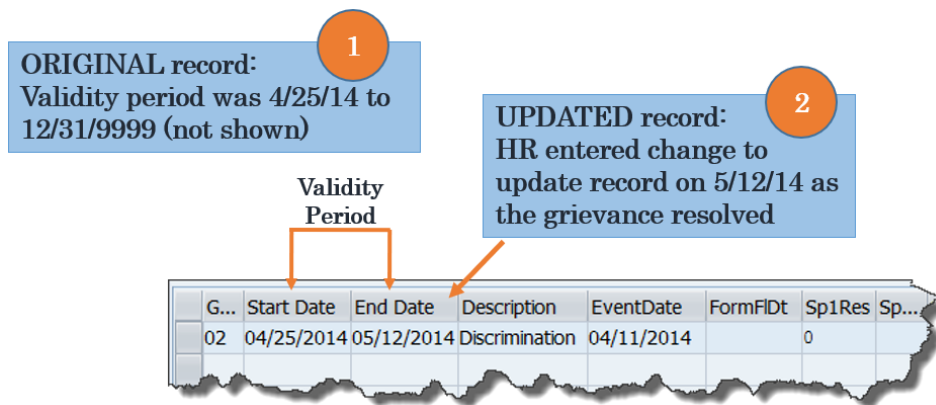 1
ORIGINAL record:
Validity period was 4/25/14 to
12/31/9999 (not shown)
2
UPDATED record:
HR entered change to
update record on 5/12/14 as
the grievance resolved
Validity
Period
G... Start Date End Date Description EventDate FormFlDt Sp1Res Sp...
02 04/25/2014 05/12/2014 Discrimination 04/11/2014 0